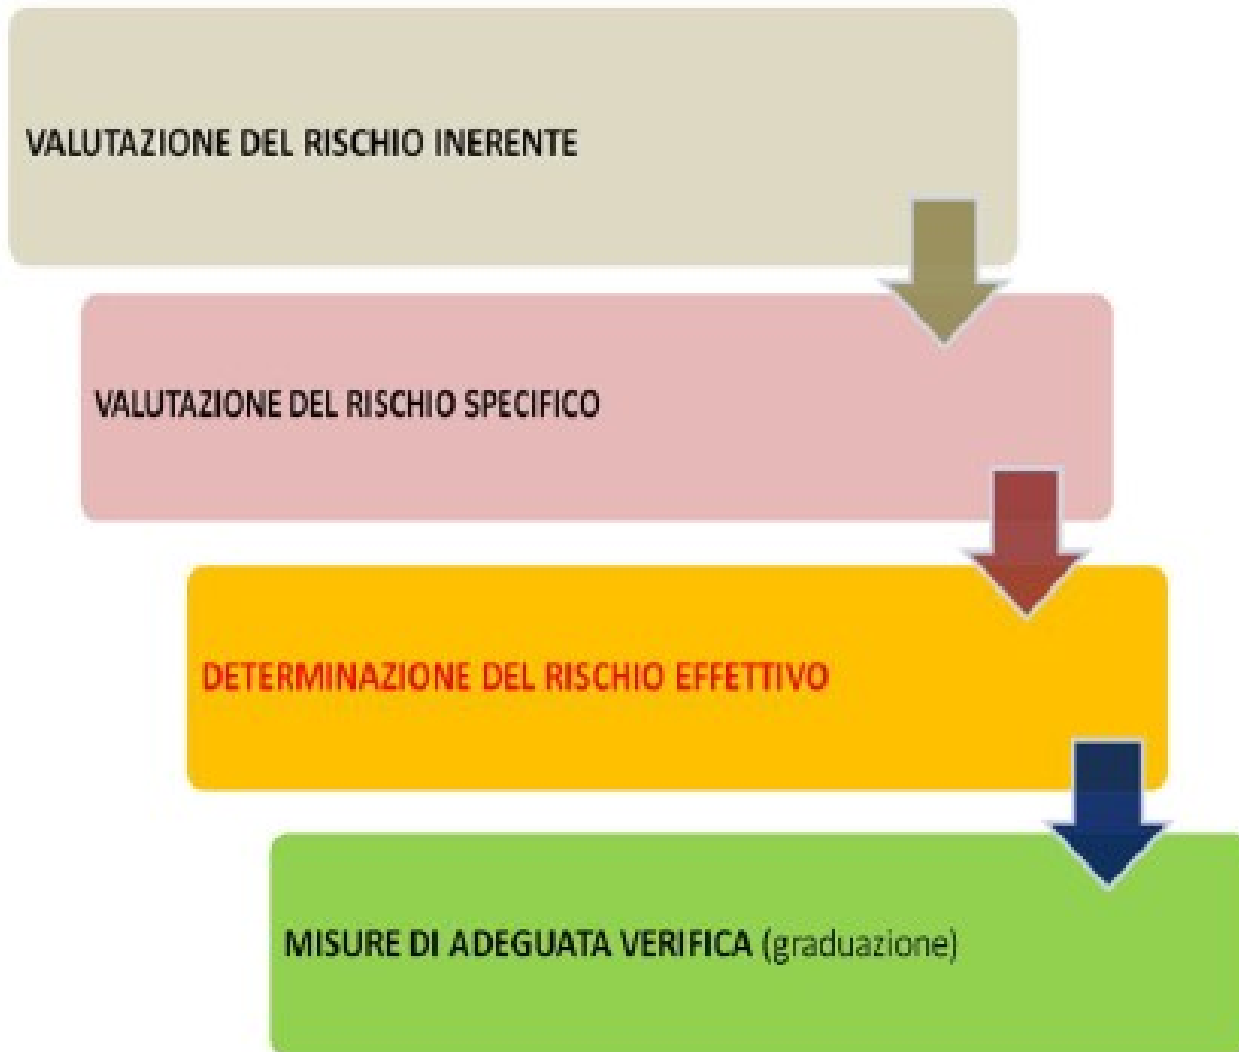 VALUTAZIONE DEL RISCHIO INERENTE
VALUTAZIONE DEL RISCHIO SPECIFICO
DETERMINAZIONE DEL RISCHIO EFFETTIVO
MISURE DI ADEGUATA VERIFICA (graduazione)